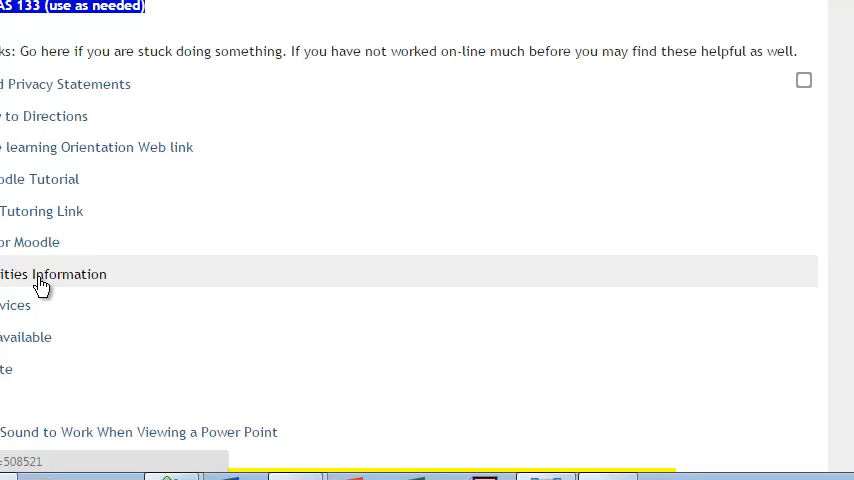 AS 133 (use as needed)
ks: Go here if you are stuck doing something. If you have not worked on-line much before you may find these helpful as well.
d Privacy Statements
y to Directions
e learning Orientation Web link
odle Tutorial
Tutoring Link
or Moodle
ities Information
vices
available
te
Sound to Work When Viewing a Power Point
=508521